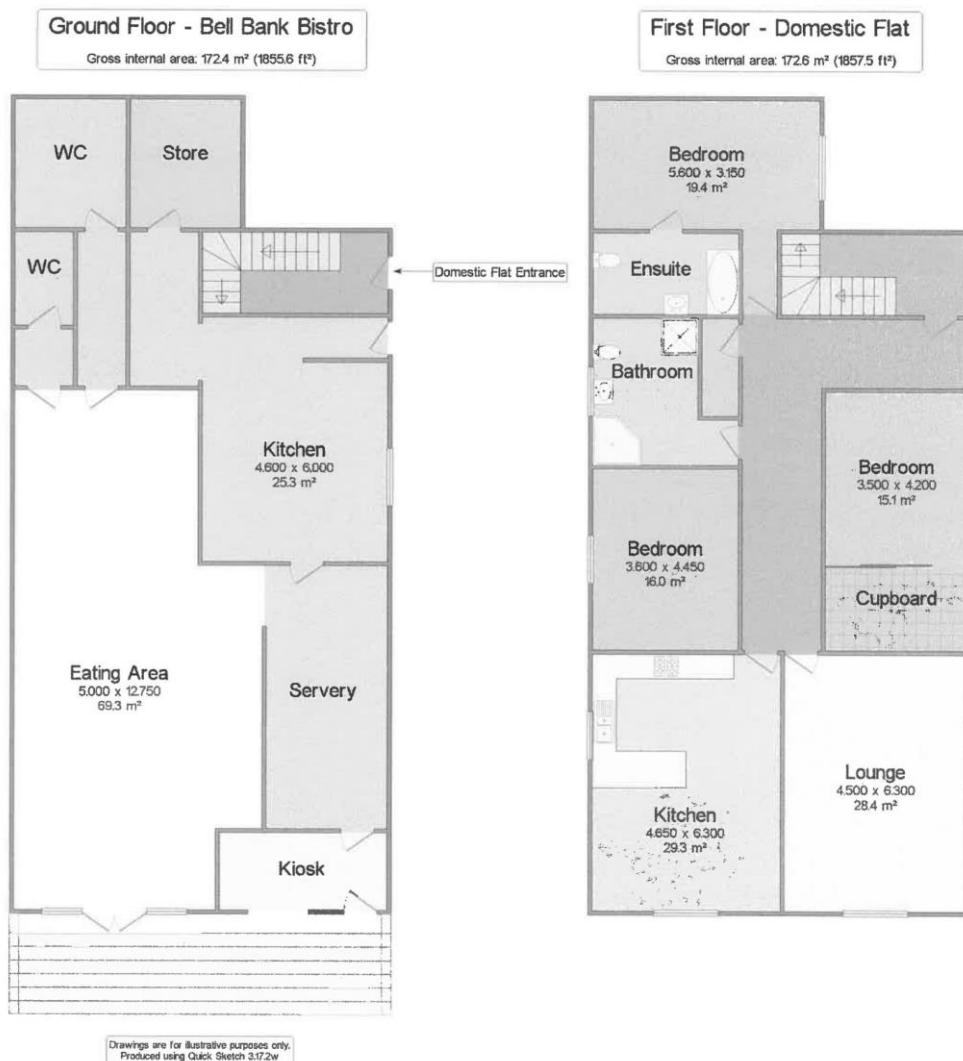 Ground Floor - Bell Bank Bistro
Gross internal area: 172.4 m² (1855.6 ft²)
WC
Store
WC
Domestic Flat Entrance
Kitchen
4.600 x 6.000
25.3 m²
Eating Area
5.000 x 12.750
69.3 m²
Servery
Kiosk
Drawings are for illustrative purposes only.
Produced using Quick Sketch 3.17.2w
First Floor - Domestic Flat
Gross internal area: 172.6 m² (1857.5 ft²)
Bedroom
5.600 x 3.150
19.4 m²
Ensuite
Bathroom
Bedroom
3.500 x 4.200
15.1 m²
Bedroom
3.600 x 4.450
16.0 m²
Cupboard
Kitchen
4.650 x 6.300
29.3 m²
Lounge
4.500 x 6.300
28.4 m²